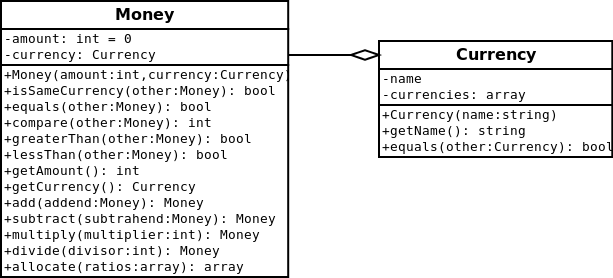 Money
-amount: int = 0
-currency: Currency
+Money(amount:int,currency:Currency)
+isSameCurrency(other:Money): bool
+equals(other:Money): bool
+compare(other:Money): int
+greaterThan(other:Money): bool
+lessThan(other:Money): bool
+getAmount(): int
+getCurrency(): Currency
+add(addend:Money): Money
+subtract(subtrahend:Money): Money
+multiply(multiplier:int): Money
+divide(divisor:int): Money
+allocate(ratios:array): array
Currency
-name
-currencies: array
+Currency(name:string)
+getName(): string
+equals(other:Currency): bool